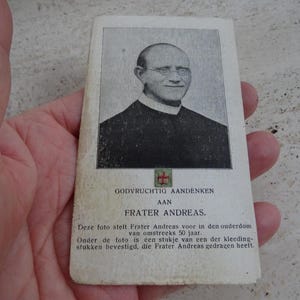 GODVRUCHTIG AANDENKEN
AAN
FRATER ANDREAS.
Deze foto stelt Frater Andreas voor in den ouderdom
van omstreeks 50 jaar.
Onder de foto is een stukje van een der kleeding-
stukken bevestigd, die Frater Andreas gedragen heeft.